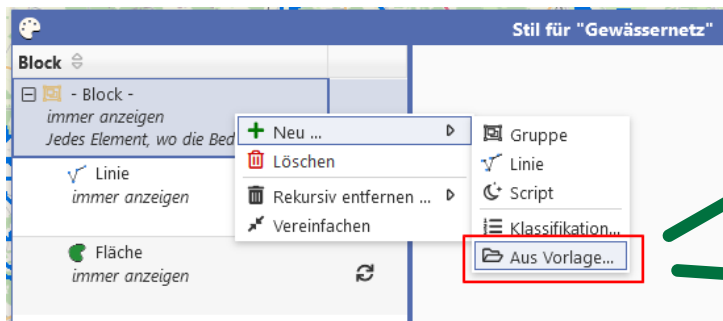 Stil für "Gewässernetz"
Block
- Block -
immer anzeigen
Jedes Element, wo die Bed
Linie
immer anzeigen
Fläche
immer anzeigen
Neu ...
Löschen
Rekursiv entfernen ...
Vereinfachen
Gruppe
Linie
Script
Klassifikation...
Aus Vorlage...